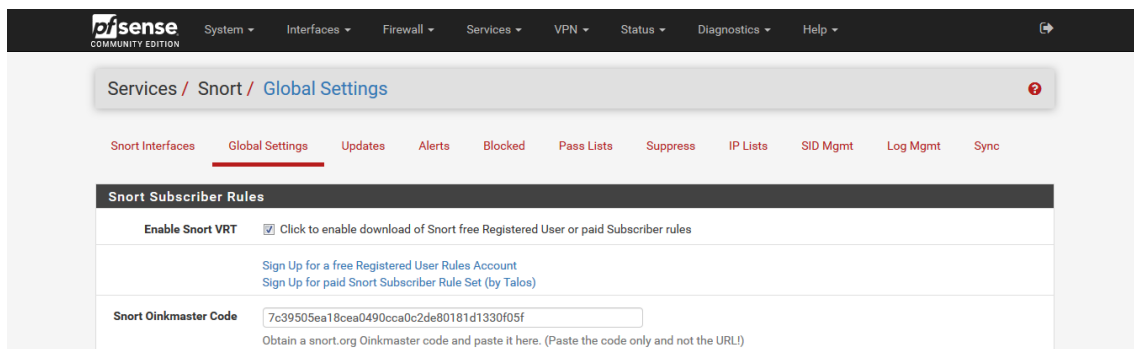 pfsense System Interfaces Firewall Services VPN Status Diagnostics Help
COMMUNITY EDITION
Services / Snort / Global Settings
Snort Interfaces Global Settings Updates Alerts Blocked Pass Lists Suppress IP Lists SID Mgmt Log Mgmt Sync
Snort Subscriber Rules
Enable Snort VRT Click to enable download of Snort free Registered User or paid Subscriber rules
Sign Up for a free Registered User Rules Account
Sign Up for paid Snort Subscriber Rule Set (by Talos)
Snort Oinkmaster Code 7c39505ea18cea0490cca0c2de80181d1330f05f
Obtain a snort.org Oinkmaster code and paste it here. (Paste the code only and not the URL!)